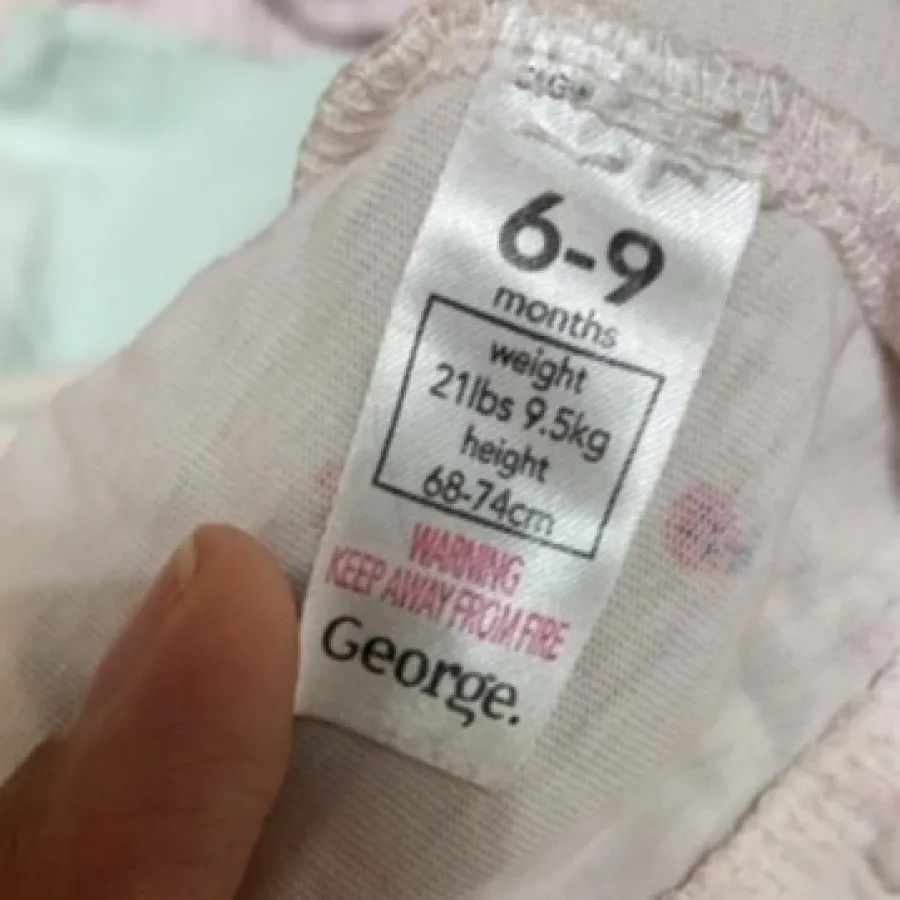 6-9
months
weight
21lbs 9.5kg
height
68-74cm
WARNING
KEEP AWAY FROM FIRE
George.